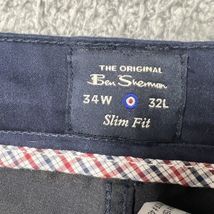 THE ORIGINAL
Ben Sherman
34W 32L
Slim Fit